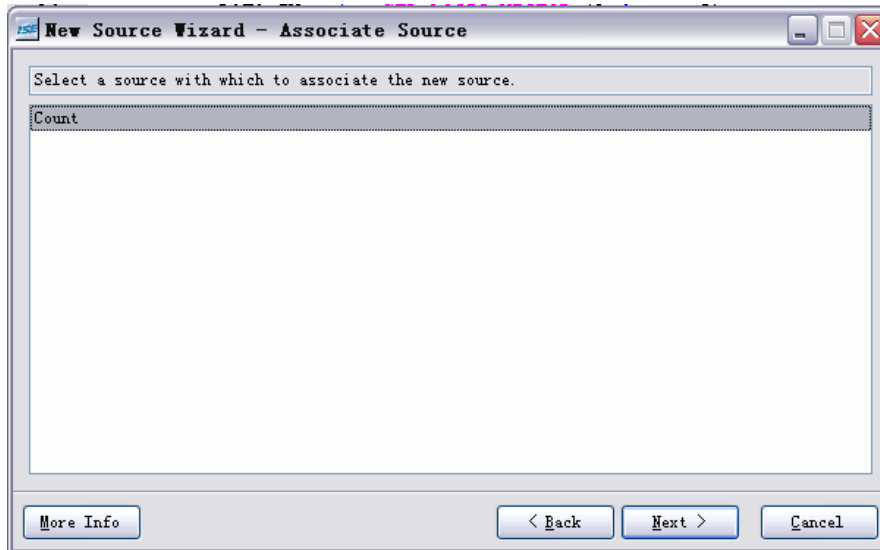 ISE New Source Wizard - Associate Source
Select a source with which to associate the new source.
Count
More Info
< Back
Next >
Cancel